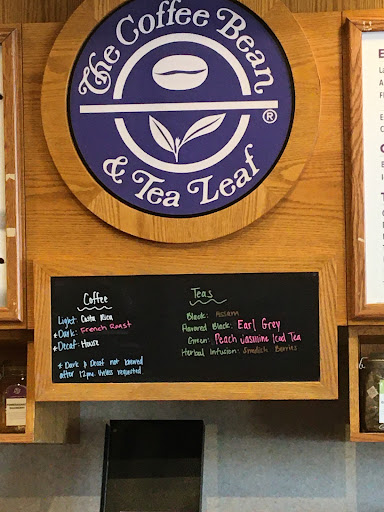 The Coffee Bean
®
& Tea Leaf
Coffee
Light: Costa Rica
*Dark: French Roast
*Decaf: House
* Dark & Decaf not brewed
after 12pm unless requested
Teas
Black: Assam
Flavored Black: Earl Grey
Green: Peach Jasmine Iced Tea
Herbal Infusion: Swedish Berries